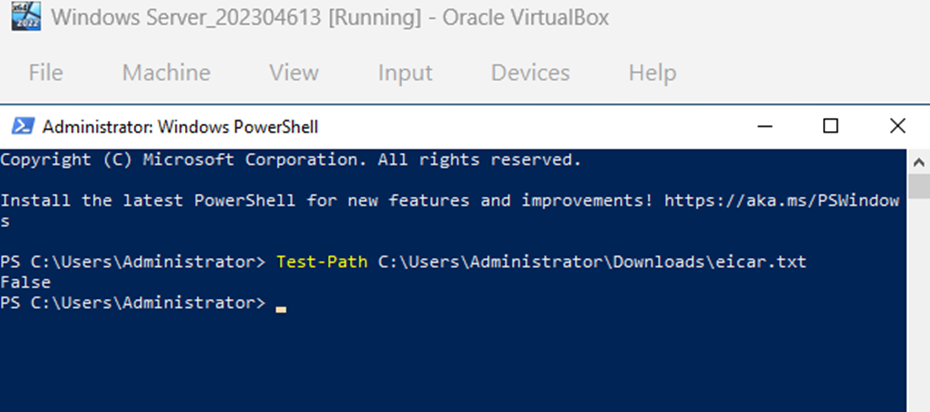 x64
2022
Windows Server_202304613 [Running] - Oracle VirtualBox
File Machine View Input Devices Help
Administrator: Windows PowerShell
Copyright (C) Microsoft Corporation. All rights reserved.
Install the latest PowerShell for new features and improvements! https://aka.ms/PSWindow
s
PS C:\Users\Administrator> Test-Path C:\Users\Administrator\Downloads\eicar.txt
False
PS C:\Users\Administrator>